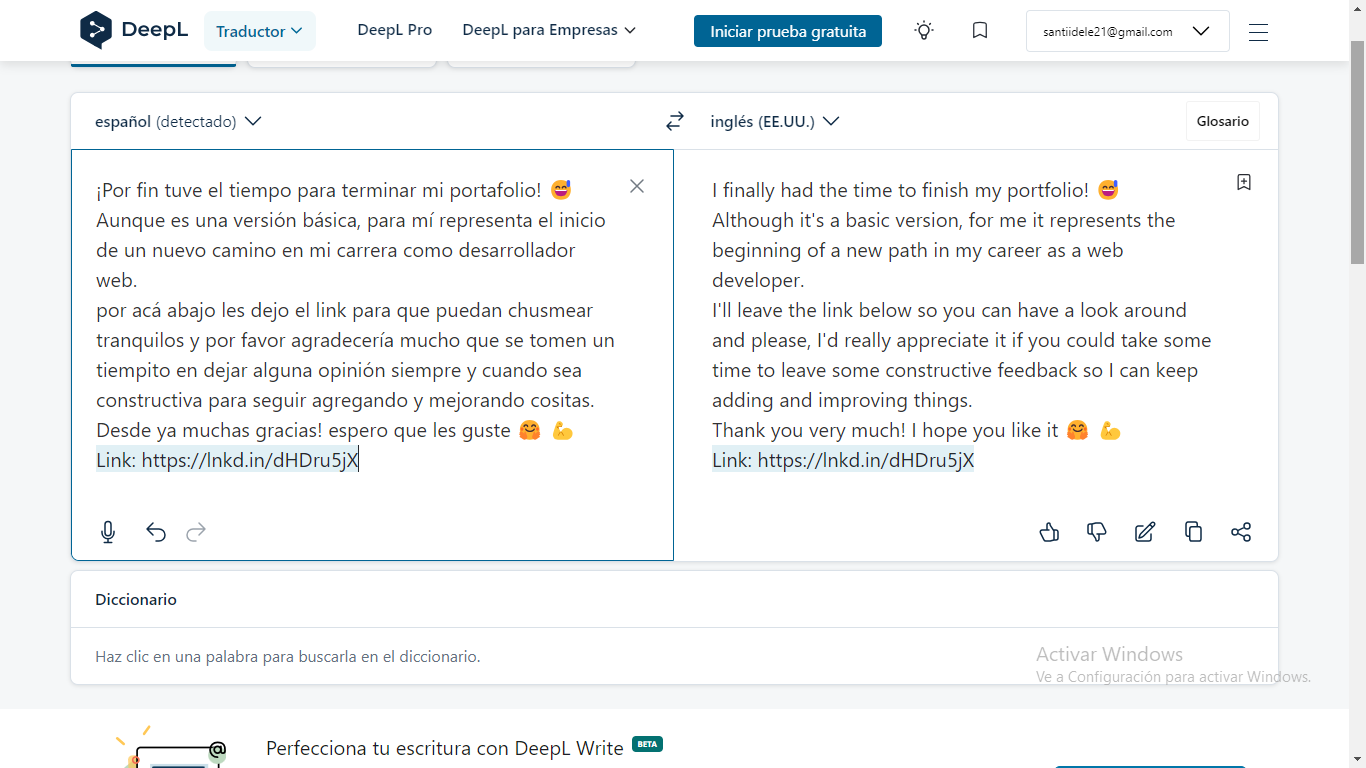 DeepL
Traductor
DeepL Pro
DeepL para Empresas
Iniciar prueba gratuita
santiidele21@gmail.com
español (detectado)
inglés (EE.UU.)
Glosario
¡Por fin tuve el tiempo para terminar mi portafolio! 😅
Aunque es una versión básica, para mí representa el inicio
de un nuevo camino en mi carrera como desarrollador
web.
por acá abajo les dejo el link para que puedan chusmear
tranquilos y por favor agradecería mucho que se tomen un
tiempito en dejar alguna opinión siempre y cuando sea
constructiva para seguir agregando y mejorando cositas.
Desde ya muchas gracias! espero que les guste 🤗 💪
Link: https://lnkd.in/dHDru5jX
I finally had the time to finish my portfolio! 😅
Although it's a basic version, for me it represents the
beginning of a new path in my career as a web
developer.
I'll leave the link below so you can have a look around
and please, I'd really appreciate it if you could take some
time to leave some constructive feedback so I can keep
adding and improving things.
Thank you very much! I hope you like it 🤗 💪
Link: https://lnkd.in/dHDru5jX
Diccionario
Haz clic en una palabra para buscarla en el diccionario.
Activar Windows
Ve a Configuración para activar Windows.
@
Perfecciona tu escritura con DeepL Write BETA